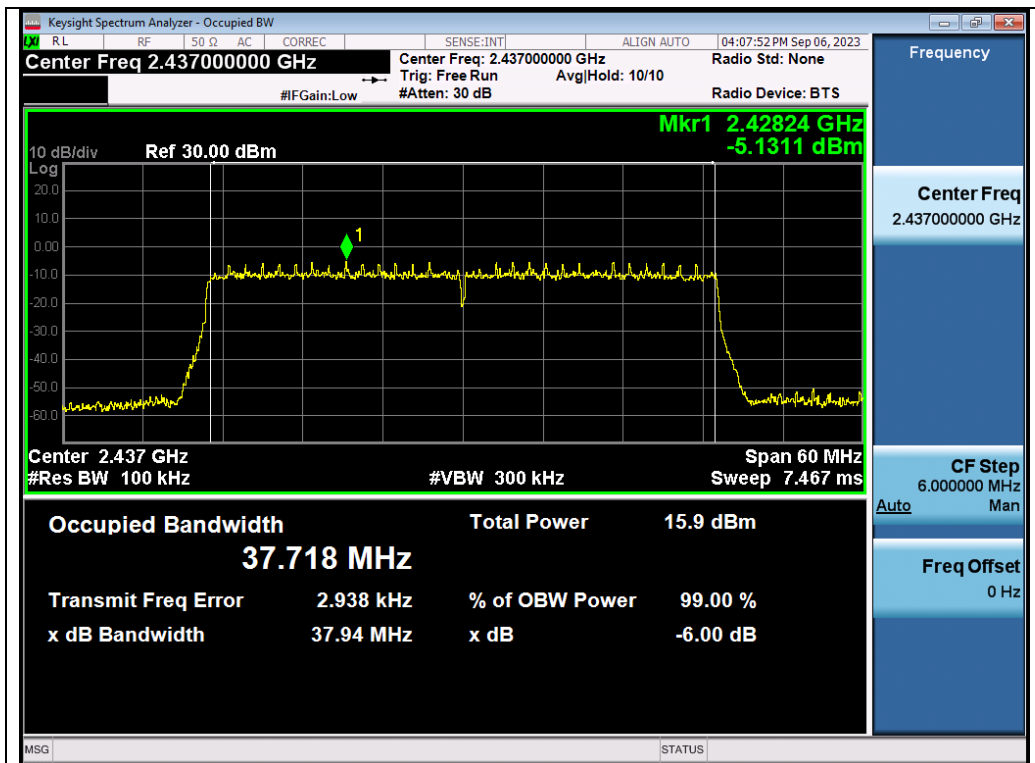 Keysight Spectrum Analyzer - Occupied BW
LXI RL RF 50 Ω AC CORREC SENSE:INT ALIGN AUTO 04:07:52 PM Sep 06, 2023
Center Freq 2.437000000 GHz
Center Freq: 2.437000000 GHz Radio Std: None
Trig: Free Run Avg|Hold: 10/10
#IFGain:Low #Atten: 30 dB Radio Device: BTS
Frequency
Mkr1 2.42824 GHz
-5.1311 dBm
10 dB/div Ref 30.00 dBm
Log
20.0
10.0
0.00
-10.0
-20.0
-30.0
-40.0
-50.0
-60.0
1
Center 2.437 GHz Span 60 MHz
#Res BW 100 kHz #VBW 300 kHz Sweep 7.467 ms
Center Freq
2.437000000 GHz
CF Step
6.000000 MHz
Auto Man
Freq Offset
0 Hz
Occupied Bandwidth Total Power 15.9 dBm
37.718 MHz
Transmit Freq Error 2.938 kHz % of OBW Power 99.00 %
x dB Bandwidth 37.94 MHz x dB -6.00 dB
MSG STATUS